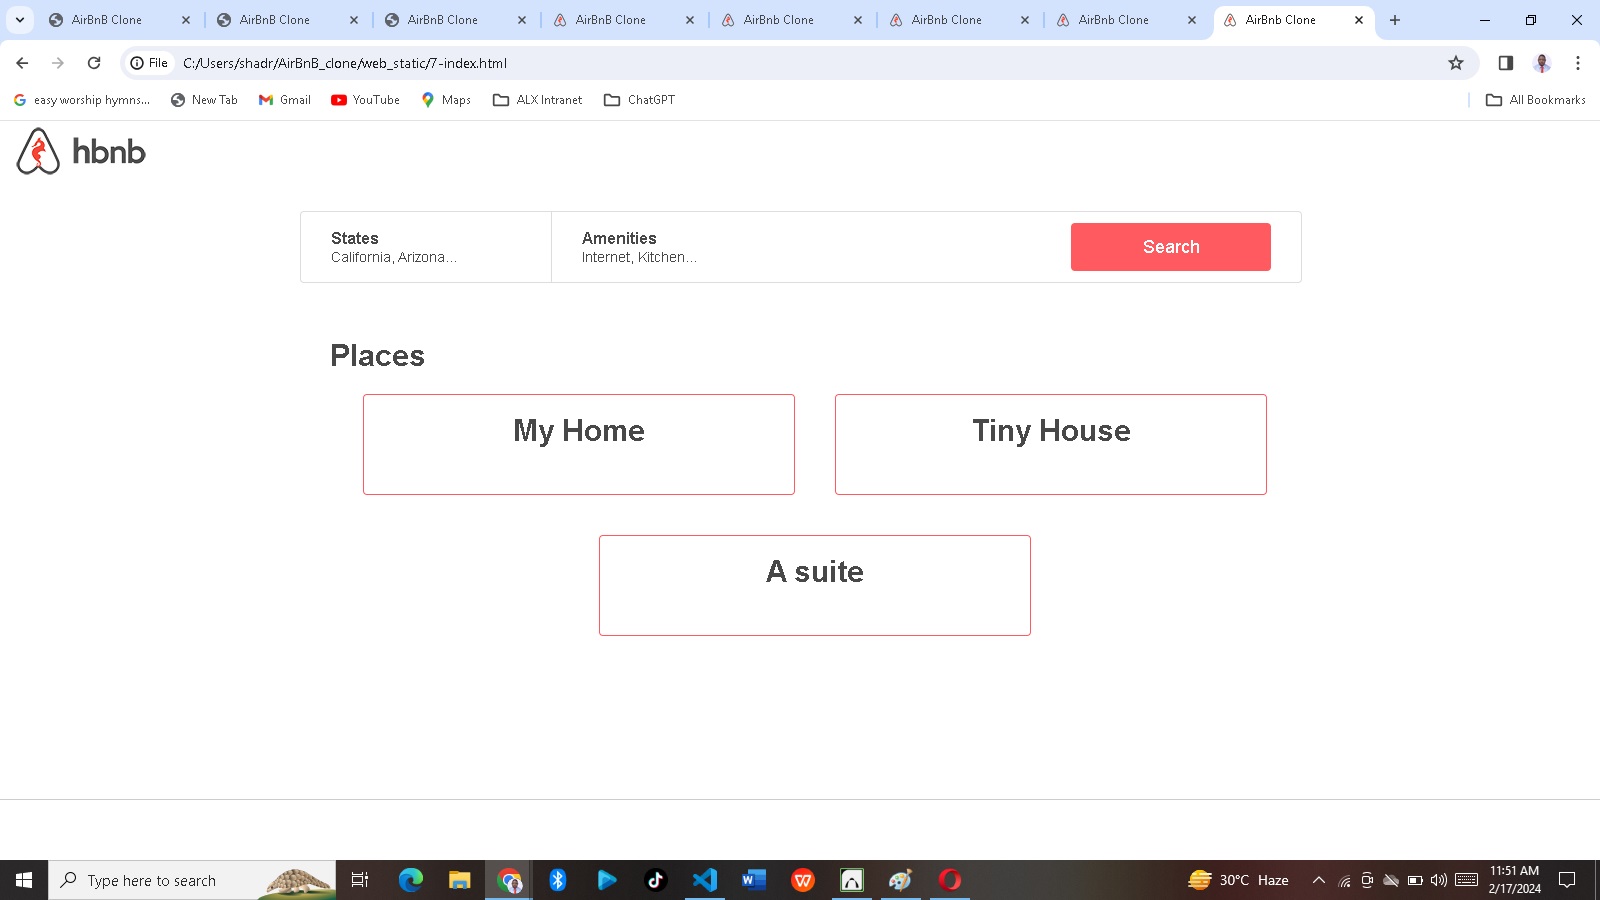 AirBnB Clone
AirBnB Clone
AirBnB Clone
AirBnB Clone
AirBnb Clone
AirBnb Clone
AirBnb Clone
AirBnb Clone
File C:/Users/shadr/AirBnB_clone/web_static/7-index.html
easy worship hymns... New Tab Gmail YouTube Maps ALX Intranet ChatGPT All Bookmarks
hbnb
States
California, Arizona...
Amenities
Internet, Kitchen...
Search
Places
My Home
Tiny House
A suite
Type here to search
30°C Haze
11:51 AM
2/17/2024